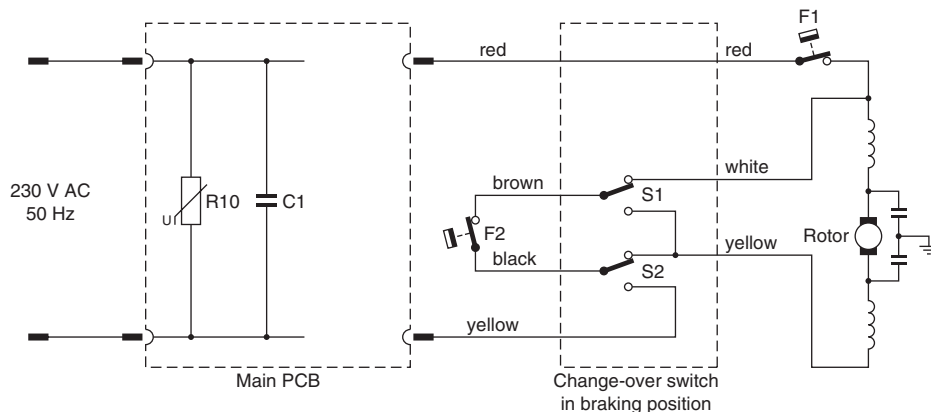 F1
red
red
230 V AC
50 Hz
U
R10
C1
brown
F2
black
yellow
S1
S2
white
yellow
Rotor
Main PCB
Change-over switch
in braking position